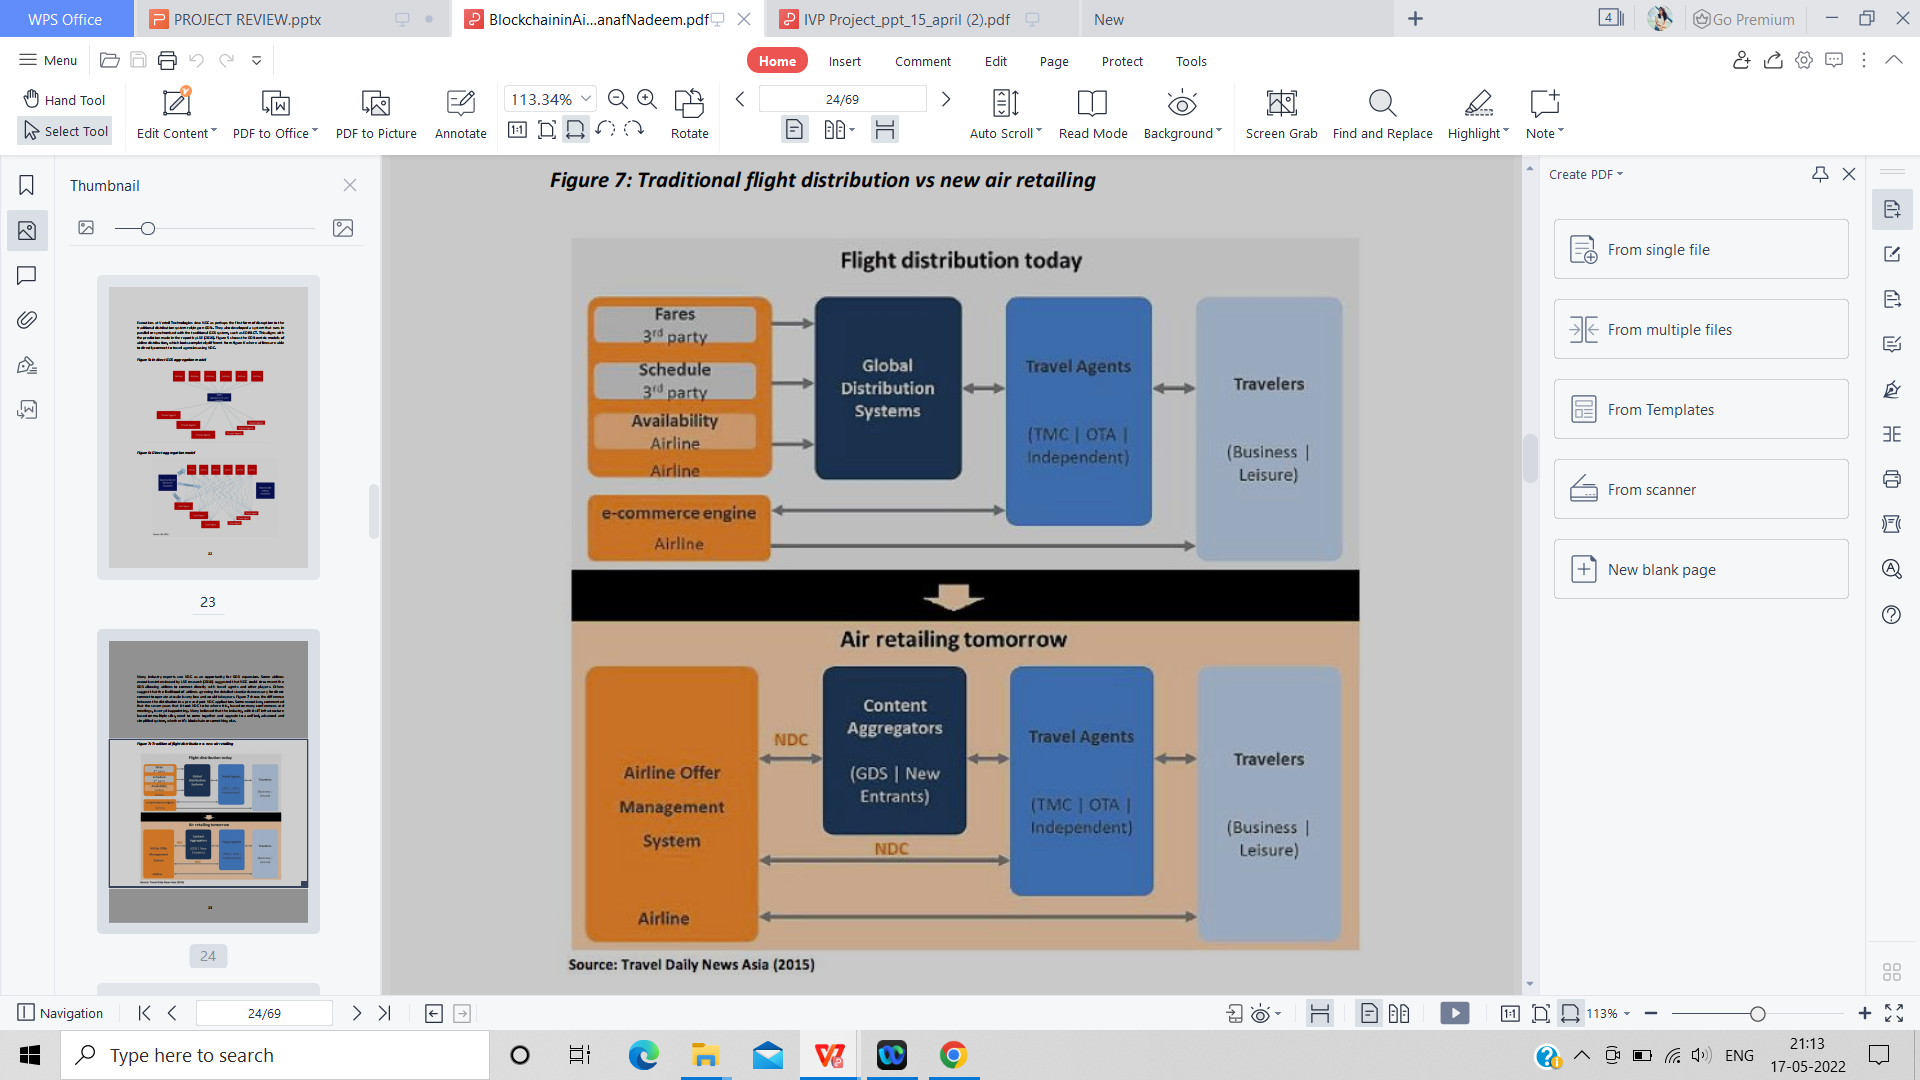 WPS Office
PROJECT REVIEW.pptx
BlockchaininAi...anafNadeem.pdf
IVP Project_ppt_15_april (2).pdf
New
4
Go Premium
Menu
Home
Insert
Comment
Edit
Page
Protect
Tools
Hand Tool
Select Tool
Edit Content
PDF to Office
PDF to Picture
Annotate
113.34%
1:1
Rotate
24/69
Auto Scroll
Read Mode
Background
Screen Grab
Find and Replace
Highlight
Note
Thumbnail
23
24
Figure 7: Traditional flight distribution vs new air retailing
Flight distribution today
Fares
3rd party
Schedule
3rd party
Availability
Airline
Airline
e-commerce engine
Airline
Global
Distribution
Systems
Travel Agents
(TMC | OTA |
Independent)
Travelers
(Business |
Leisure)
Air retailing tomorrow
Airline Offer
Management
System
Airline
NDC
Content
Aggregators
(GDS | New
Entrants)
NDC
Travel Agents
(TMC | OTA |
Independent)
Travelers
(Business |
Leisure)
Source: Travel Daily News Asia (2015)
Create PDF
From single file
From multiple files
From Templates
From scanner
New blank page
Navigation
24/69
1:1
113%
Type here to search
ENG
21:13
17-05-2022